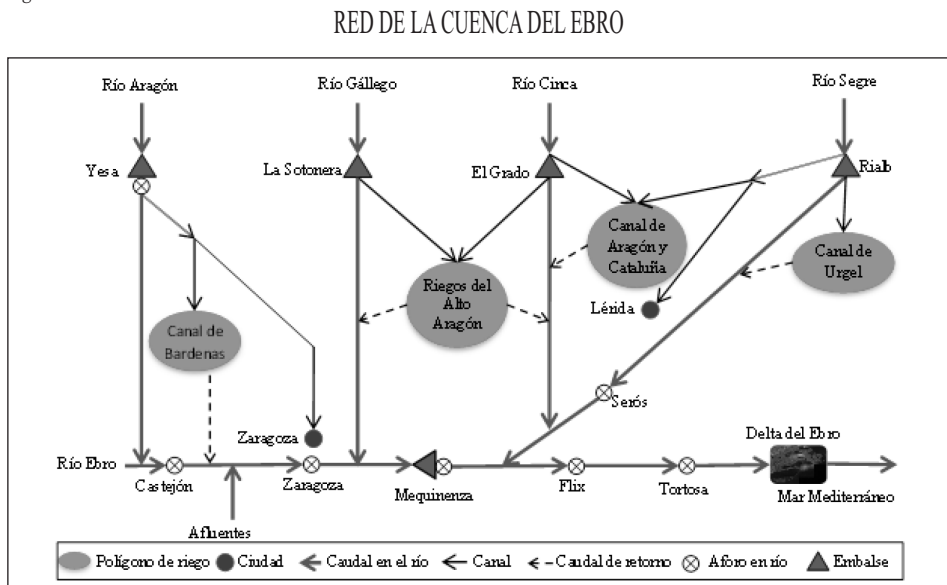 RED DE LA CUENCA DEL EBRO
Río Aragón
Río Gállego
Río Cinca
Río Segre
Yesa
La Sotonera
El Grado
Rialb
Canal de
Aragón y
Cataluña
Canal de
Urgel
Riegos del
Alto
Aragón
Lérida
Canal de
Bardenas
Serós
Zaragoza
Delta del Ebro
Río Ebro
Castejón
Zaragoza
Mequinenza
Flix
Tortosa
Mar Mediterráneo
Afluentes
Polígono de riego
Ciudad
Caudal en el río
Canal
Caudal de retorno
Aforo en río
Embalse